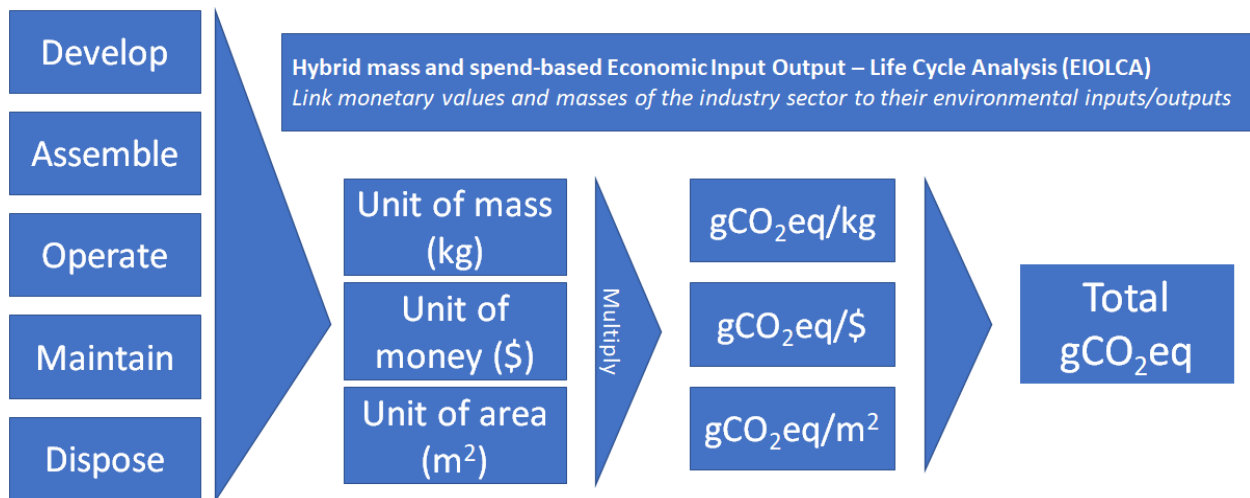 Develop
Assemble
Operate
Maintain
Dispose
Hybrid mass and spend-based Economic Input Output – Life Cycle Analysis (EIOLCA)
Link monetary values and masses of the industry sector to their environmental inputs/outputs
Unit of mass
(kg)
Unit of
money ($)
Unit of area
(m²)
Multiply
gCO₂eq/kg
gCO₂eq/$
gCO₂eq/m²
Total
gCO₂eq